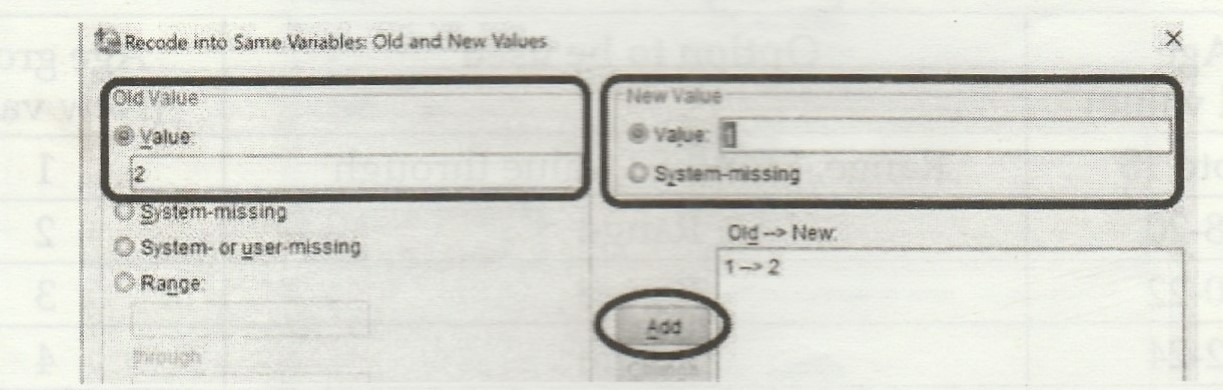 Recode into Same Variables: Old and New Values
Old Value
Value:
2
System-missing
System- or user-missing
Range:
through
New Value
Value: 1
System-missing
Old --> New:
1 --> 2
Add
Change